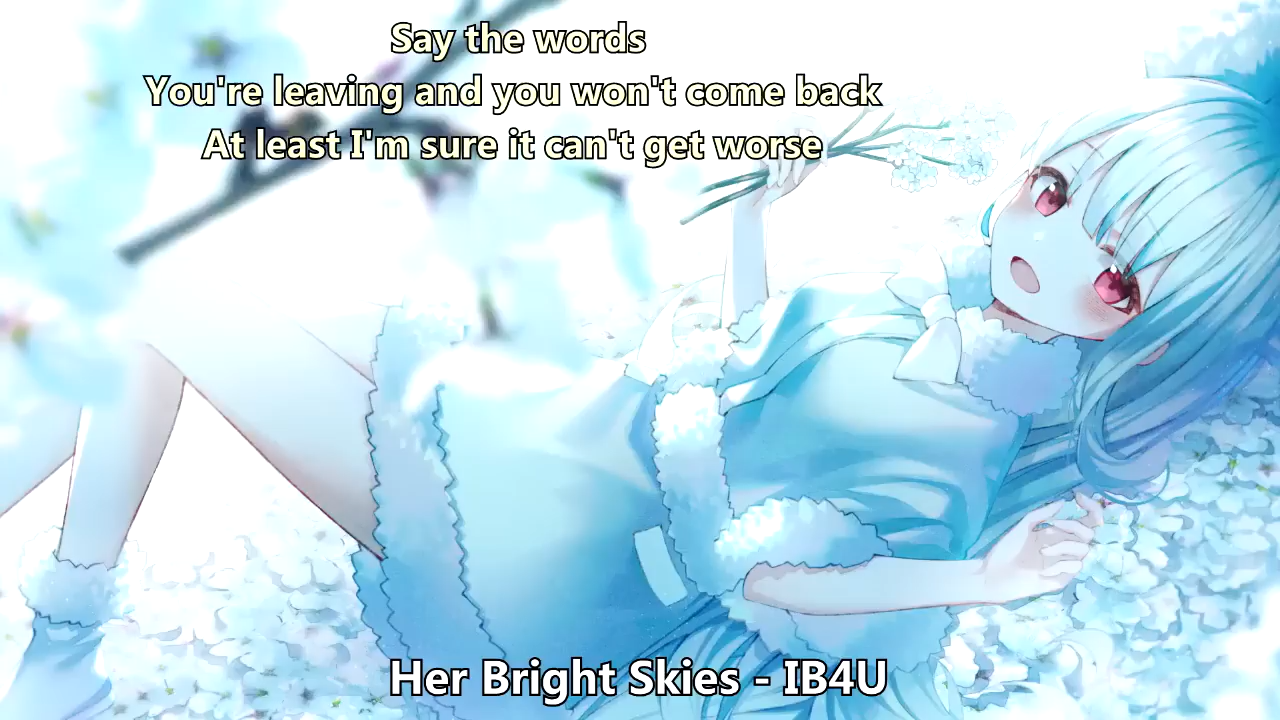 Say the words
You're leaving and you won't come back
At least I'm sure it can't get worse
Her Bright Skies - IB4U